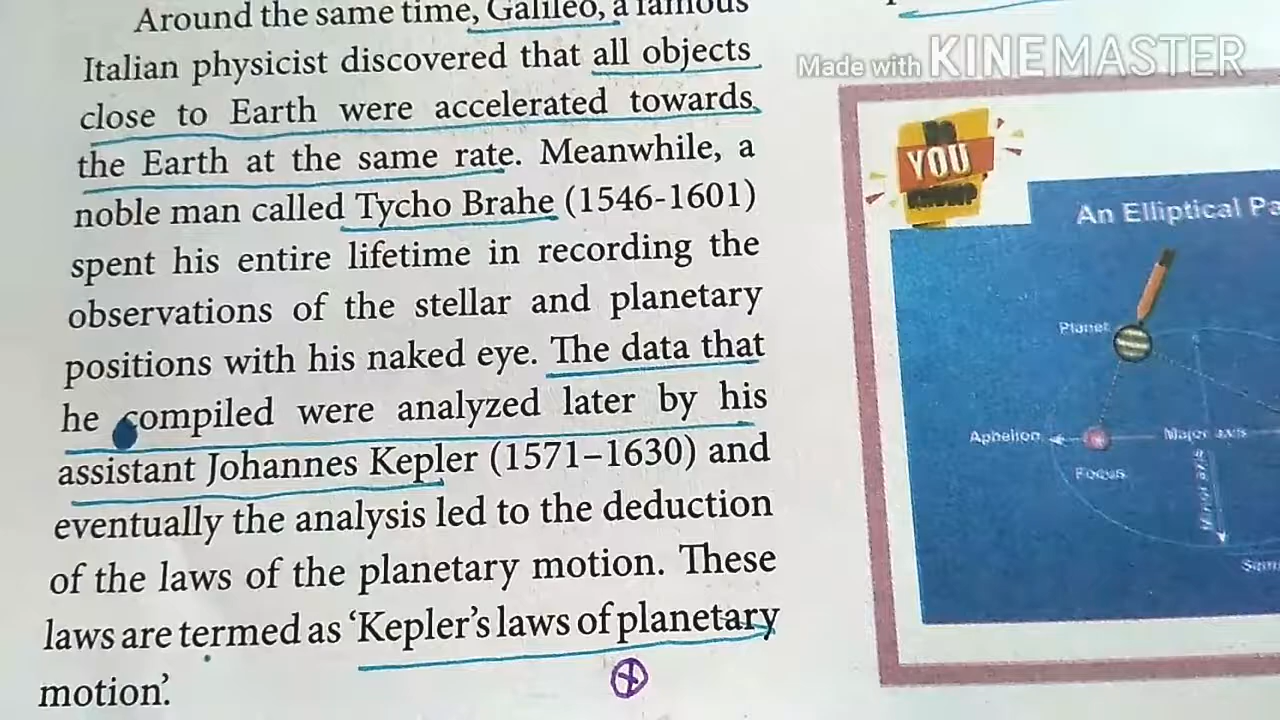 Around the same time, Galileo, a famous
Italian physicist discovered that all objects
close to Earth were accelerated towards
the Earth at the same rate. Meanwhile, a
noble man called Tycho Brahe (1546-1601)
spent his entire lifetime in recording the
observations of the stellar and planetary
positions with his naked eye. The data that
he compiled were analyzed later by his
assistant Johannes Kepler (1571–1630) and
eventually the analysis led to the deduction
of the laws of the planetary motion. These
laws are termed as ‘Kepler’s laws of planetary
motion’.
Made with KINEMASTER
YOU
An Elliptical
Planet
Aphelion
Major axis
Focus